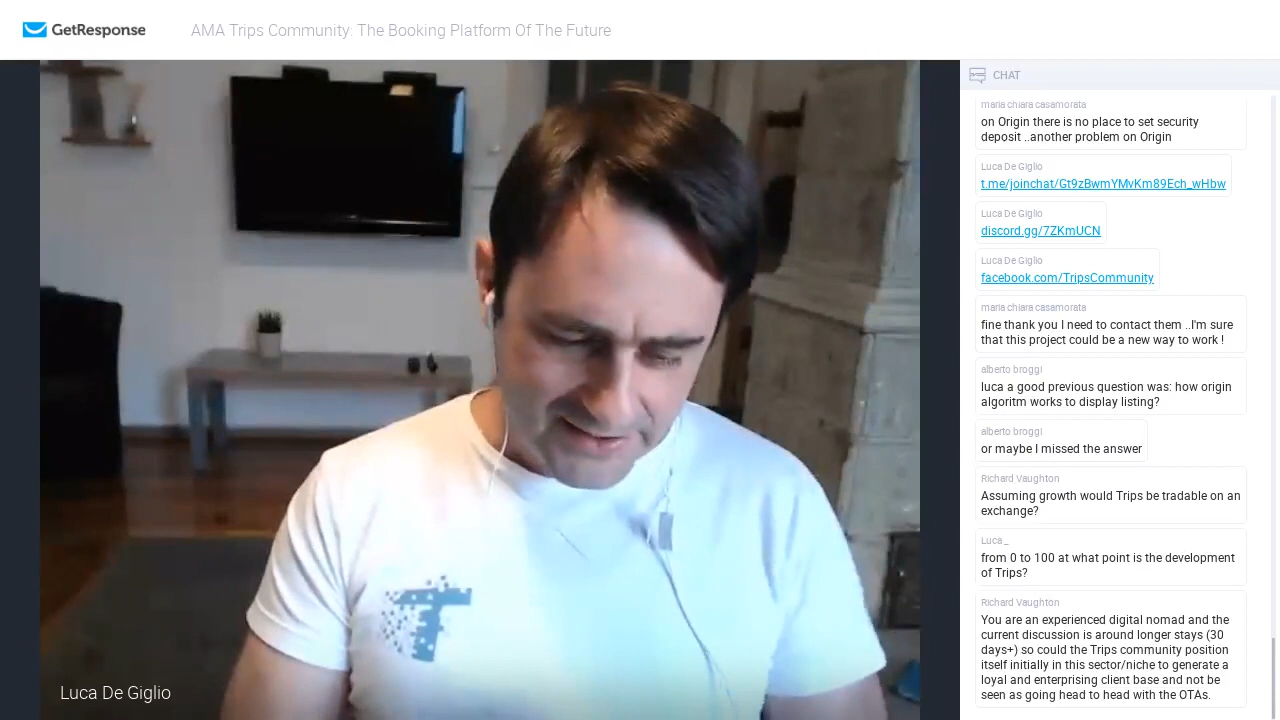 GetResponse
AMA Trips Community: The Booking Platform Of The Future
CHAT
maria chiara casamorata
on Origin there is no place to set security
deposit ..another problem on Origin
Luca De Giglio
t.me/joinchat/Gt9zBwmYMvKm89Ech_wHbw
Luca De Giglio
discord.gg/7ZKmUCN
Luca De Giglio
facebook.com/TripsCommunity
maria chiara casamorata
fine thank you I need to contact them ..I'm sure
that this project could be a new way to work !
alberto broggi
luca a good previous question was: how origin
algoritm works to display listing?
alberto broggi
or maybe I missed the answer
Richard Vaughton
Assuming growth would Trips be tradable on an
exchange?
Luca _
from 0 to 100 at what point is the development
of Trips?
Richard Vaughton
You are an experienced digital nomad and the
current discussion is around longer stays (30
days+) so could the Trips community position
itself initially in this sector/niche to generate a
loyal and enterprising client base and not be
seen as going head to head with the OTAs.
T
Luca De Giglio